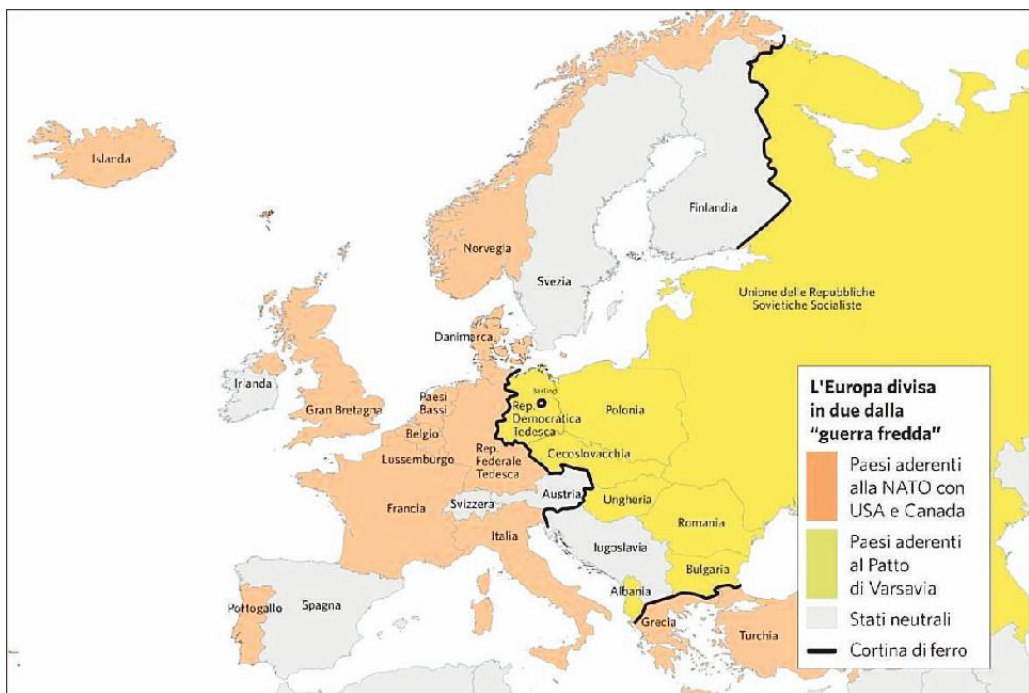 Islanda
Norvegia
Svezia
Finlandia
Unione delle Repubbliche
Sovietiche Socialiste
Danimarca
Irlanda
Gran Bretagna
Paesi
Bassi
Belgio
Lussemburgo
Rep.
Federale
Tedesca
Rep.
Democratica
Tedesca
Polonia
Cecoslovacchia
Francia
Svizzera
Austria
Ungheria
Romania
Italia
Iugoslavia
Bulgaria
Albania
Portogallo
Spagna
Grecia
Turchia
L'Europa divisa
in due dalla
“guerra fredda”
Paesi aderenti
alla NATO con
USA e Canada
Paesi aderenti
al Patto
di Varsavia
Stati neutrali
Cortina di ferro